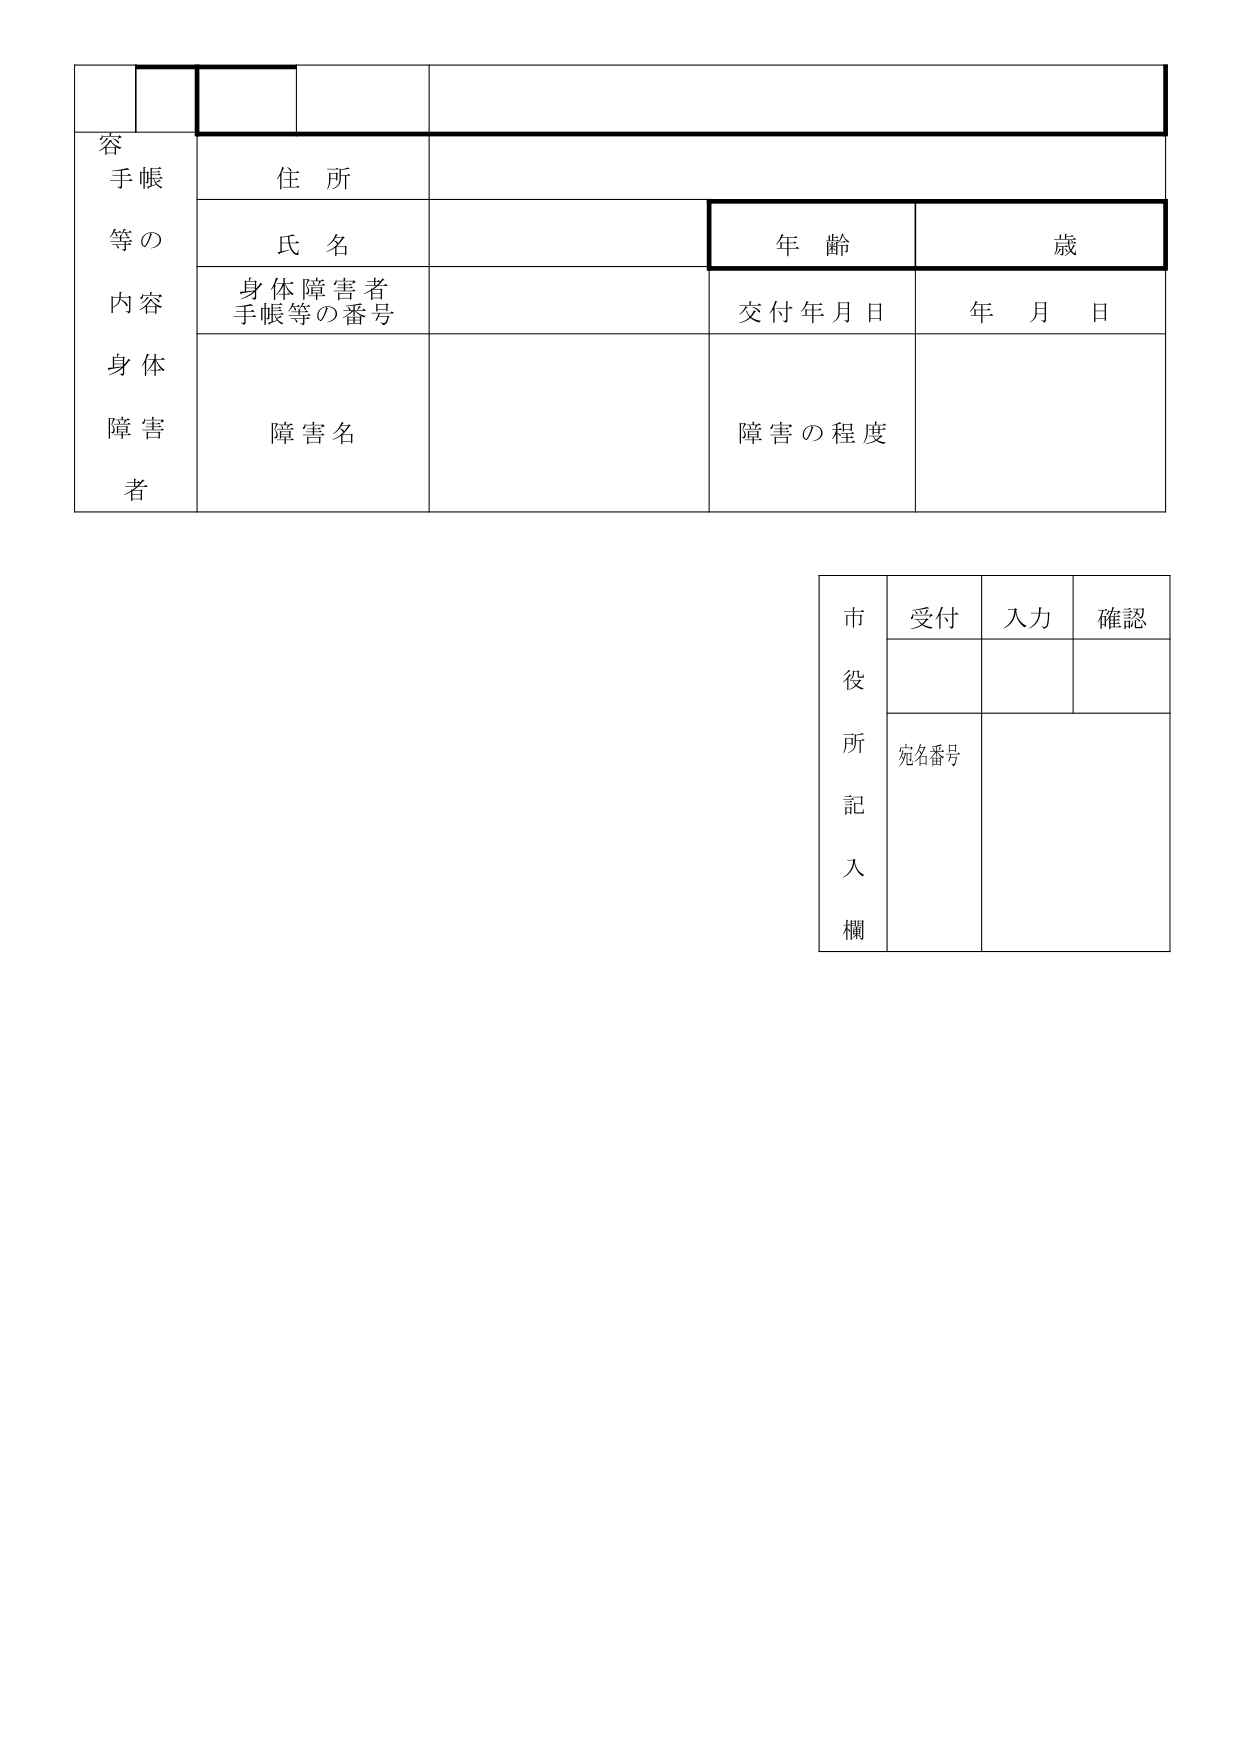 容
手帳
等の
内容
身体
障害
者
住 所
氏 名
年 齢
歳
身体障害者
手帳等の番号
交付年月日
年 月 日
障害名
障害の程度
市
役
所
記
入
欄
受付
入力
確認
宛名番号